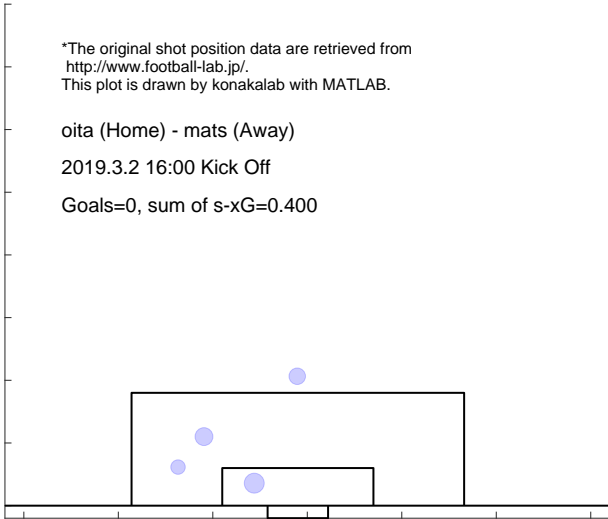 *The original shot position data are retrieved from
http://www.football-lab.jp/.
This plot is drawn by konakalab with MATLAB.
oita (Home) - mats (Away)
2019.3.2 16:00 Kick Off
Goals=0, sum of s-xG=0.400